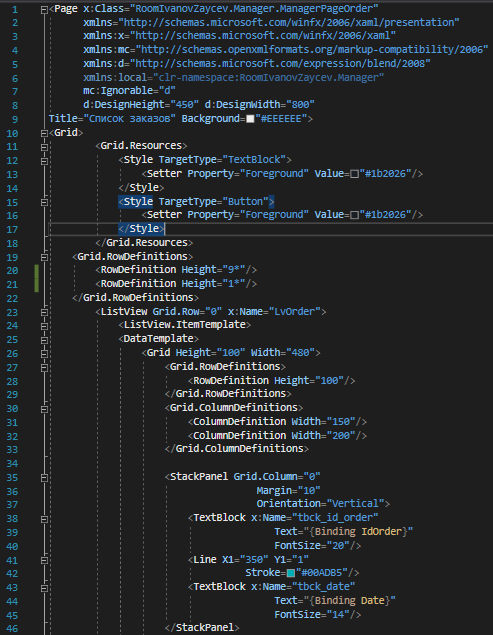 1 <Page x:Class="RoomIvanovZaycev.Manager.ManagerPageOrder"
2 xmlns="http://schemas.microsoft.com/winfx/2006/xaml/presentation"
3 xmlns:x="http://schemas.microsoft.com/winfx/2006/xaml"
4 xmlns:mc="http://schemas.openxmlformats.org/markup-compatibility/2006"
5 xmlns:d="http://schemas.microsoft.com/expression/blend/2008"
6 xmlns:local="clr-namespace:RoomIvanovZaycev.Manager"
7 mc:Ignorable="d"
8 d:DesignHeight="450" d:DesignWidth="800"
9 Title="Список заказов" Background="#EEEEEE">
10 <Grid>
11 <Grid.Resources>
12 <Style TargetType="TextBlock">
13 <Setter Property="Foreground" Value="#1b2026"/>
14 </Style>
15 <Style TargetType="Button">
16 <Setter Property="Foreground" Value="#1b2026"/>
17 </Style>
18 </Grid.Resources>
19 <Grid.RowDefinitions>
20 <RowDefinition Height="9*"/>
21 <RowDefinition Height="1*"/>
22 </Grid.RowDefinitions>
23 <ListView Grid.Row="0" x:Name="LvOrder">
24 <ListView.ItemTemplate>
25 <DataTemplate>
26 <Grid Height="100" Width="480">
27 <Grid.RowDefinitions>
28 <RowDefinition Height="100"/>
29 </Grid.RowDefinitions>
30 <Grid.ColumnDefinitions>
31 <ColumnDefinition Width="150"/>
32 <ColumnDefinition Width="200"/>
33 </Grid.ColumnDefinitions>
34
35 <StackPanel Grid.Column="0"
36 Margin="10"
37 Orientation="Vertical">
38 <TextBlock x:Name="tbck_id_order"
39 Text="{Binding IdOrder}"
40 FontSize="20"/>
41 <Line X1="350" Y1="1"
42 Stroke="#00ADB5"/>
43 <TextBlock x:Name="tbck_date"
44 Text="{Binding Date}"
45 FontSize="14"/>
46 </StackPanel>